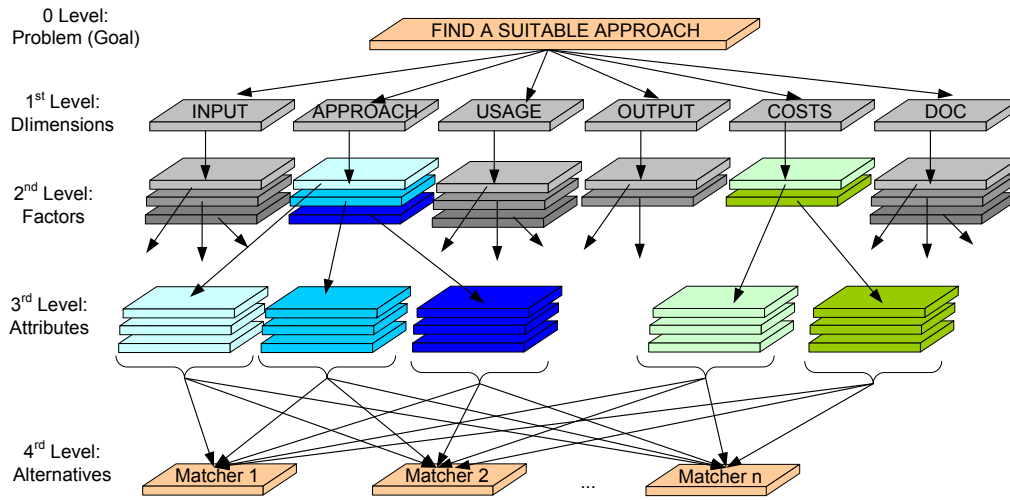 0 Level:
Problem (Goal)
FIND A SUITABLE APPROACH
1st Level:
DIimensions
INPUT
APPROACH
USAGE
OUTPUT
COSTS
DOC
2nd Level:
Factors
3rd Level:
Attributes
4rd Level:
Alternatives
Matcher 1
Matcher 2
...
Matcher n